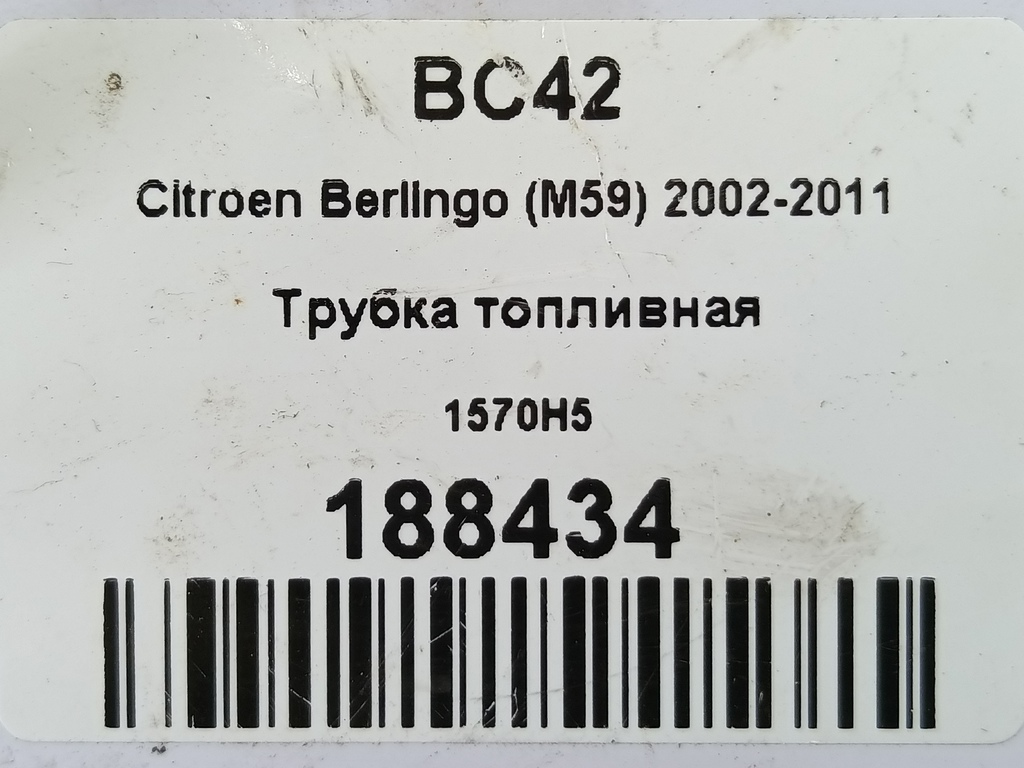 BC42
Citroen Berlingo (M59) 2002-2011
Трубка топливная
1570H5
188434